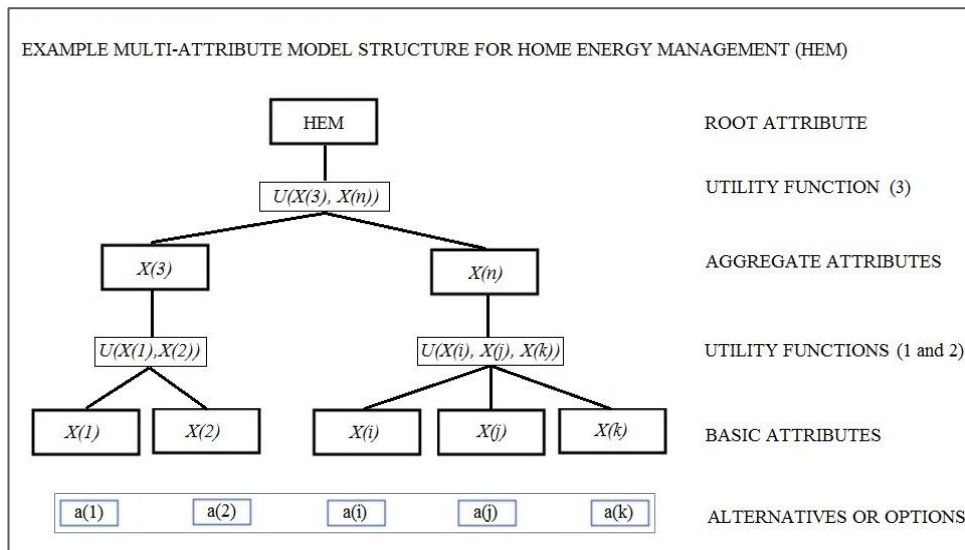 EXAMPLE MULTI-ATTRIBUTE MODEL STRUCTURE FOR HOME ENERGY MANAGEMENT (HEM)
HEM
ROOT ATTRIBUTE
U(X(3), X(n))
UTILITY FUNCTION (3)
X(3)
X(n)
AGGREGATE ATTRIBUTES
U(X(1),X(2))
U(X(i), X(j), X(k))
UTILITY FUNCTIONS (1 and 2)
X(1)
X(2)
X(i)
X(j)
X(k)
BASIC ATTRIBUTES
a(1)
a(2)
a(i)
a(j)
a(k)
ALTERNATIVES OR OPTIONS